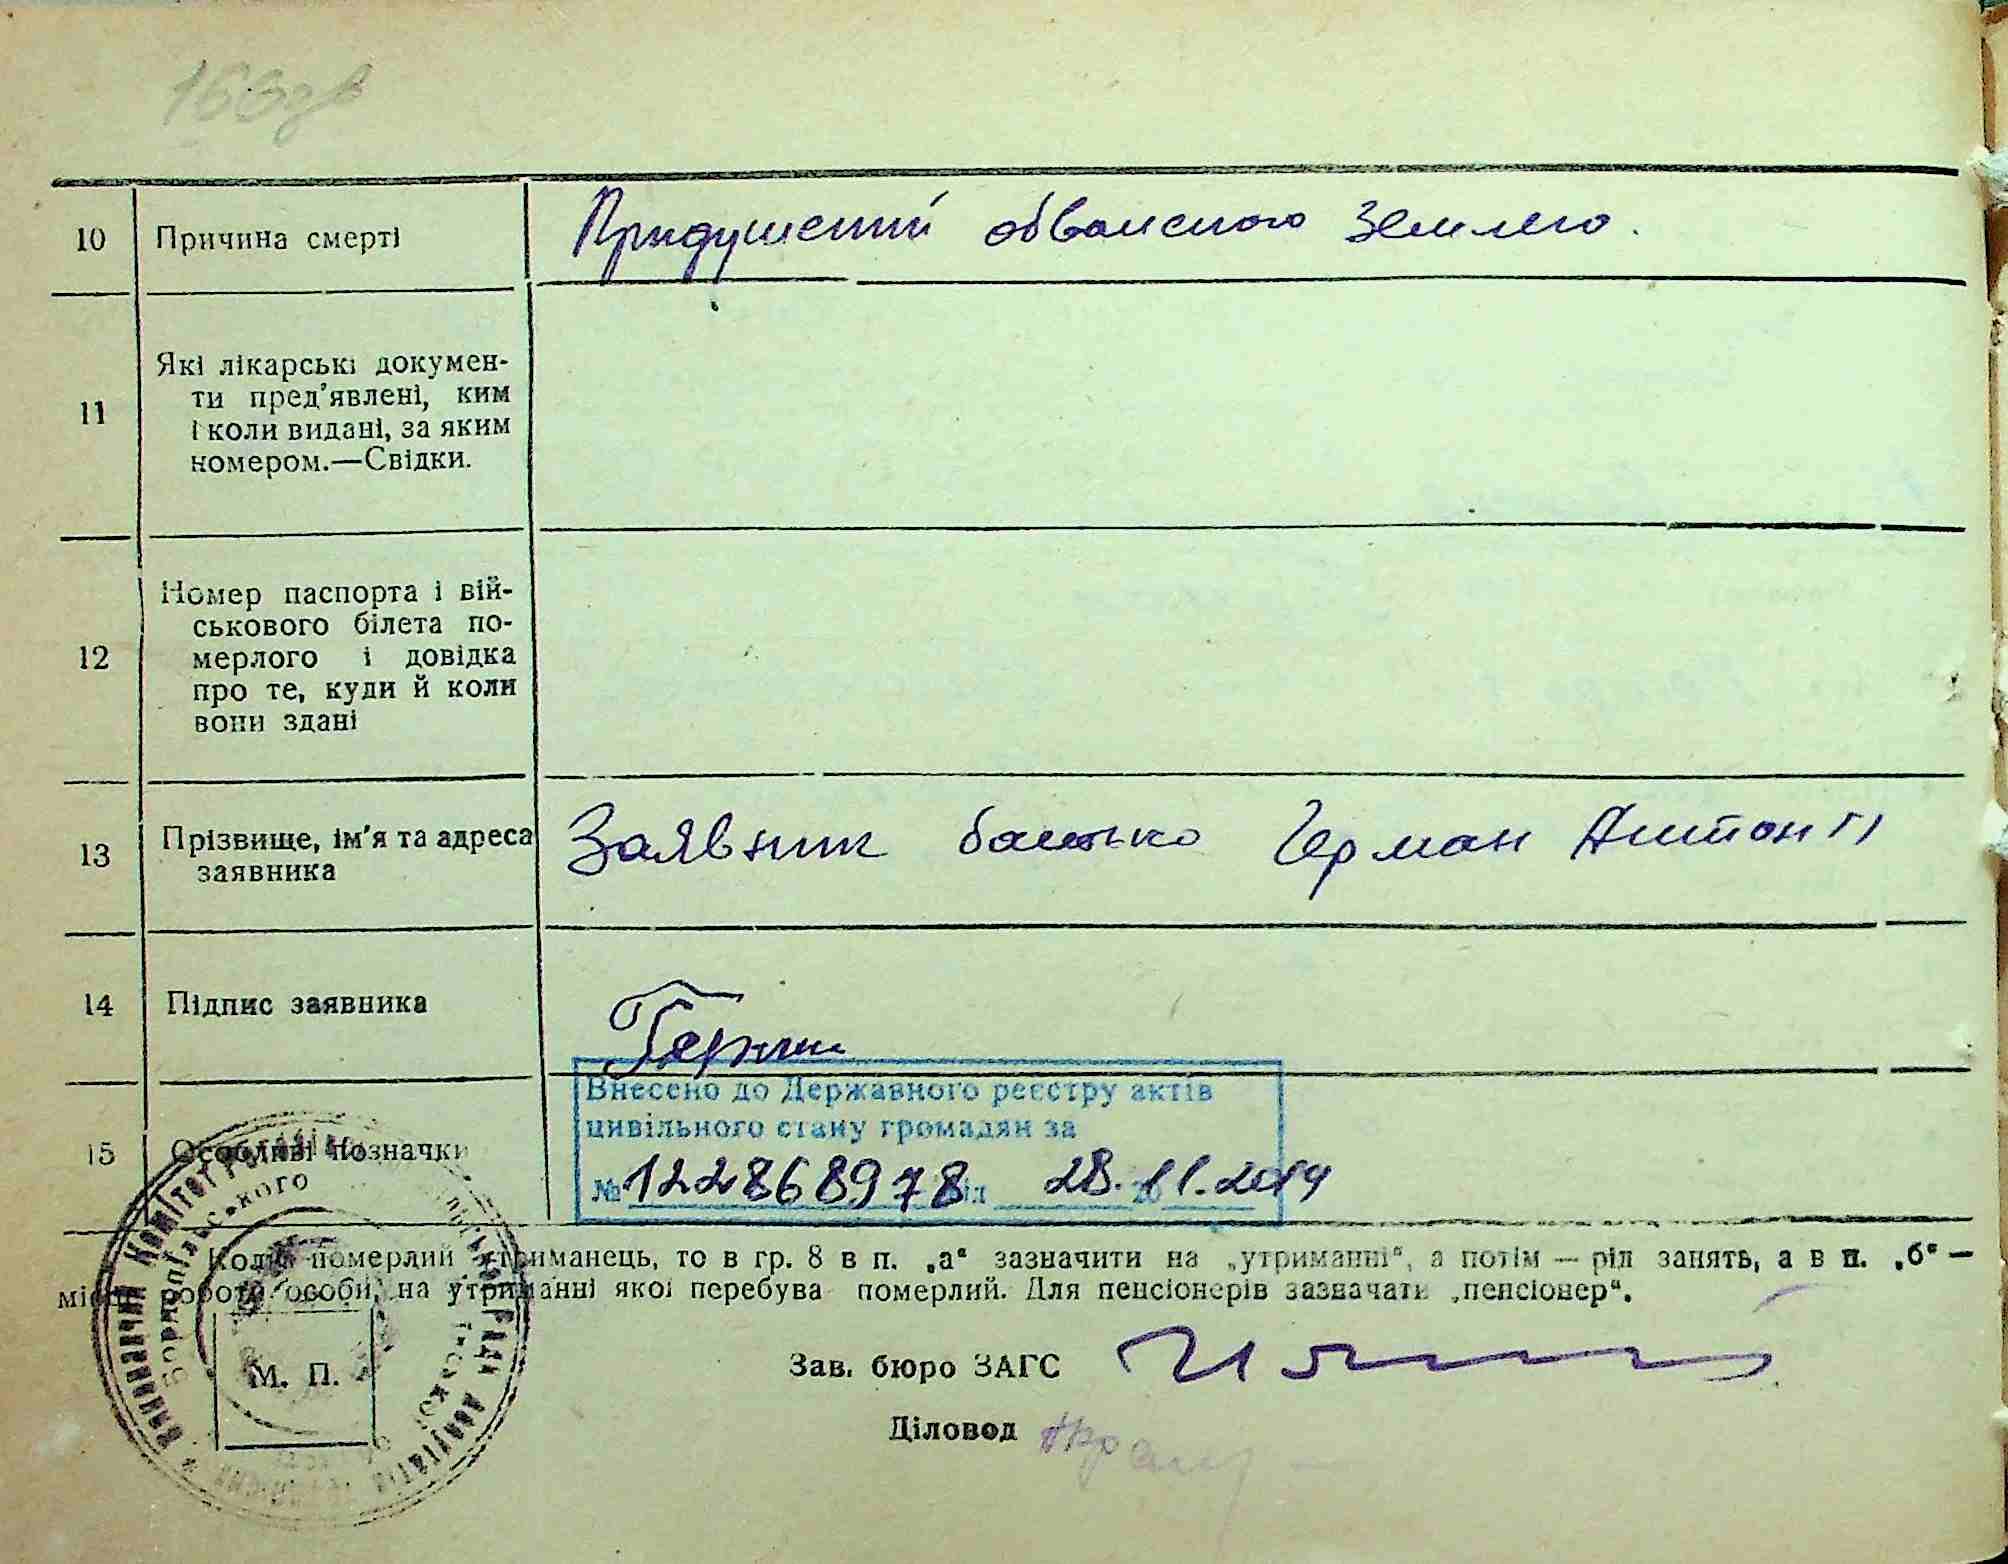 163зв
10 Причина смерті Придушений обваленого землею.
11 Які лікарські докумен-
ти пред'явлені, ким
і коли видані, за яким
номером.—Свідки.
12 Номер паспорта і вій-
ськового білета по-
мерлого і довідка
про те, куди й коли
вони здані
13 Прізвище, ім'я та адреса
заявника
Заявник батько Герман Антон П
14 Підпис заявника Герман
15 Особливі позначки
Внесено до Державного реєстру актів
цивільного стану громадян за
№ 122868978 від 28.11.2014
Коли померлий утриманець, то в гр. 8 в п. „а“ зазначити на „утриманні“, а потім — рід занять, а в п. „б“ —
місце роботи особи, на утриманні якої перебува померлий. Для пенсіонерів зазначати „пенсіонер“.
М. П.
Зав. бюро ЗАГС
Діловод
Виконавчий Комітет
Бориспільського